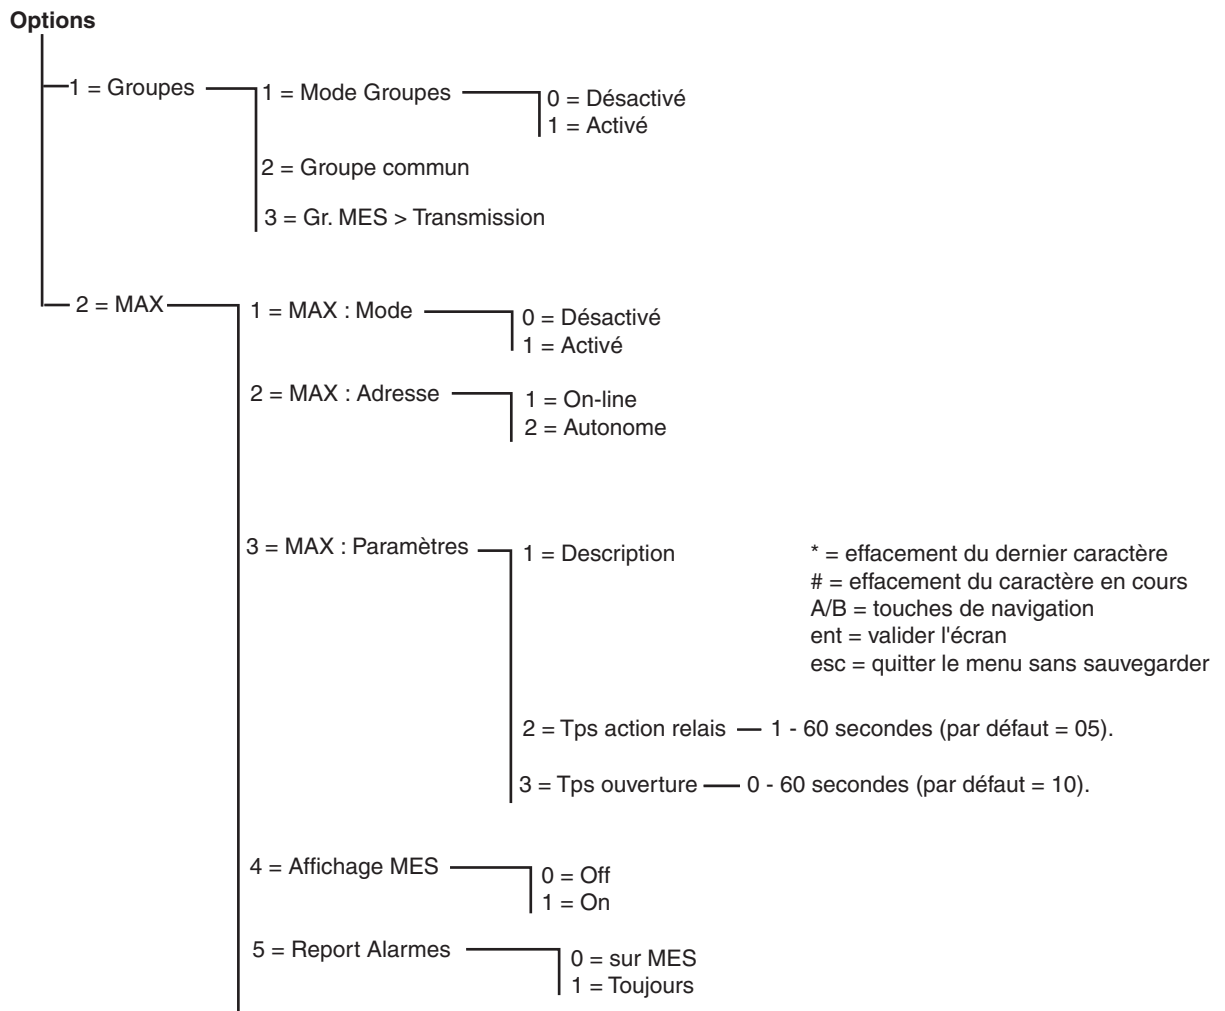 Options
1 = Groupes
1 = Mode Groupes
0 = Désactivé
1 = Activé
2 = Groupe commun
3 = Gr. MES > Transmission
2 = MAX
1 = MAX : Mode
0 = Désactivé
1 = Activé
2 = MAX : Adresse
1 = On-line
2 = Autonome
3 = MAX : Paramètres
1 = Description
* = effacement du dernier caractère
# = effacement du caractère en cours
A/B = touches de navigation
ent = valider l'écran
esc = quitter le menu sans sauvegarder
2 = Tps action relais
1 - 60 secondes (par défaut = 05).
3 = Tps ouverture
0 - 60 secondes (par défaut = 10).
4 = Affichage MES
0 = Off
1 = On
5 = Report Alarmes
0 = sur MES
1 = Toujours